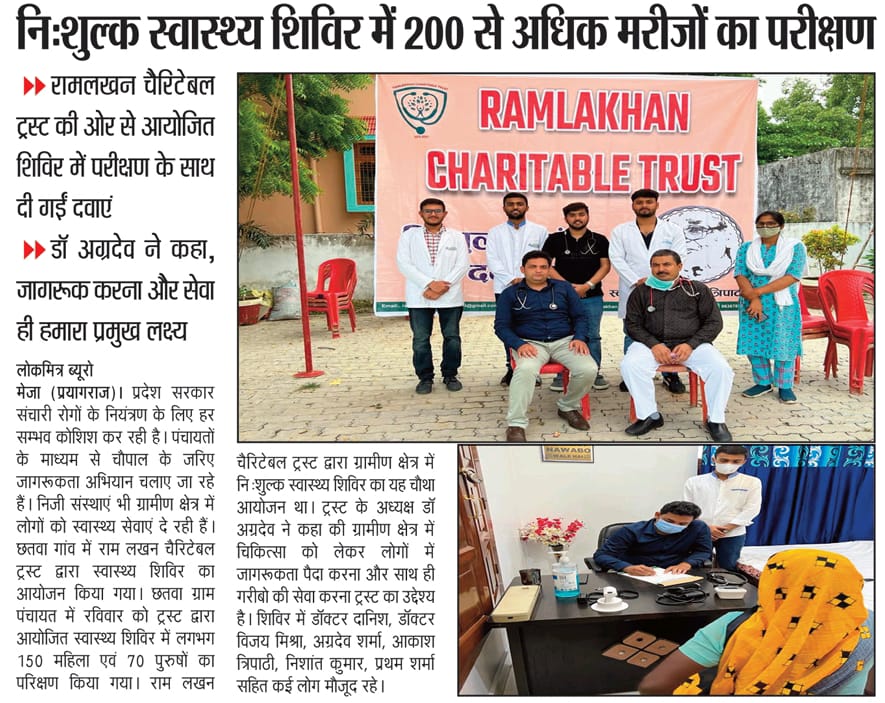 निःशुल्क स्वास्थ्य शिविर में 200 से अधिक मरीजों का परीक्षण
रामलखन चैरिटेबल
ट्रस्ट की ओर से आयोजित
शिविर में परीक्षण के साथ
दी गईं दवाएं
डॉ अग्रदेव ने कहा,
जागरूक करना और सेवा
ही हमारा प्रमुख लक्ष्य
लोकमित्र ब्यूरो
मेजा (प्रयागराज)। प्रदेश सरकार
संचारी रोगों के नियंत्रण के लिए हर
सम्भव कोशिश कर रही है। पंचायतों
के माध्यम से चौपाल के जरिए
जागरूकता अभियान चलाए जा रहे
हैं। निजी संस्थाएं भी ग्रामीण क्षेत्र में
लोगों को स्वास्थ्य सेवाएं दे रही हैं।
छतवा गांव में राम लखन चैरिटेबल
ट्रस्ट द्वारा स्वास्थ्य शिविर का
आयोजन किया गया। छतवा ग्राम
पंचायत में रविवार को ट्रस्ट द्वारा
आयोजित स्वास्थ्य शिविर में लगभग
150 महिला एवं 70 पुरुषों का
परिक्षण किया गया। राम लखन
चैरिटेबल ट्रस्ट द्वारा ग्रामीण क्षेत्र में
निःशुल्क स्वास्थ्य शिविर का यह चौथा
आयोजन था। ट्रस्ट के अध्यक्ष डॉ
अग्रदेव ने कहा की ग्रामीण क्षेत्र में
चिकित्सा को लेकर लोगों में
जागरूकता पैदा करना और साथ ही
गरीबो की सेवा करना ट्रस्ट का उद्देश्य
है। शिविर में डॉक्टर दानिश, डॉक्टर
विजय मिश्रा, अग्रदेव शर्मा, आकाश
त्रिपाठी, निशांत कुमार, प्रथम शर्मा
सहित कई लोग मौजूद रहे।
RAMLAKHAN
CHARITABLE TRUST
NAWABO